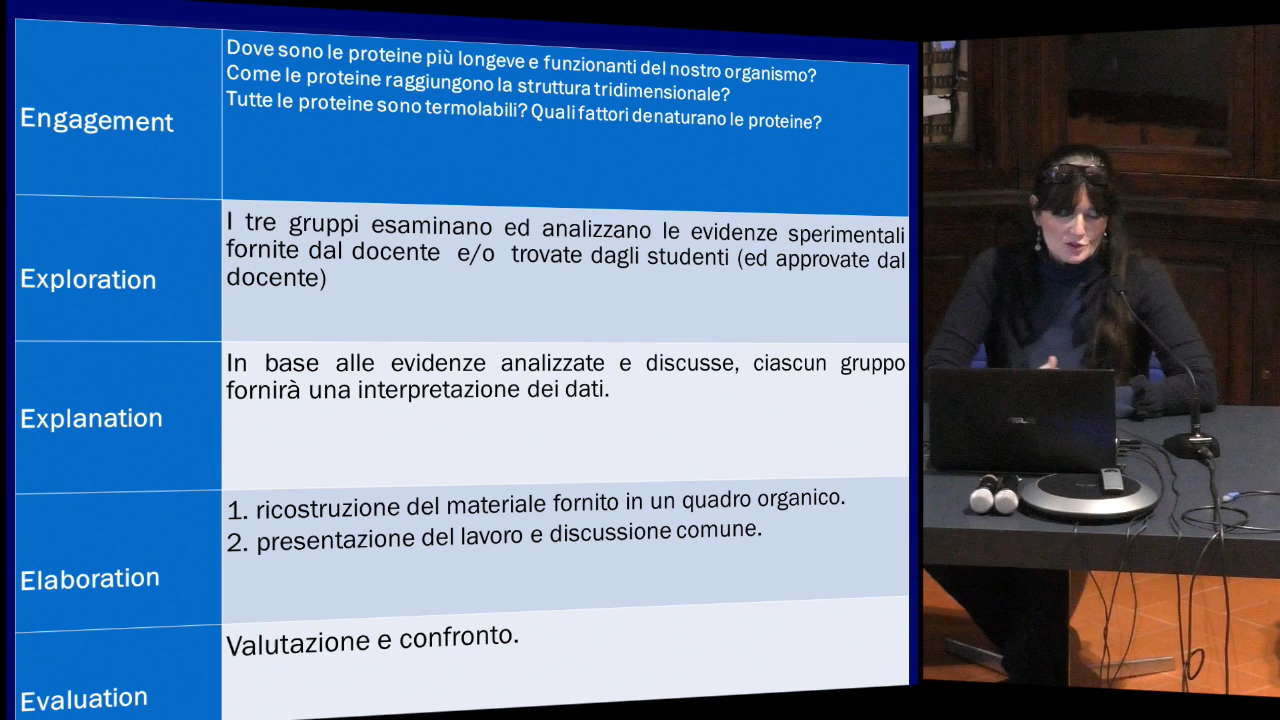 Engagement
Dove sono le proteine più longeve e funzionanti del nostro organismo?
Come le proteine raggiungono la struttura tridimensionale?
Tutte le proteine sono termolabili? Quali fattori denaturano le proteine?
Exploration
I tre gruppi esaminano ed analizzano le evidenze sperimentali
fornite dal docente e/o trovate dagli studenti (ed approvate dal
docente)
Explanation
In base alle evidenze analizzate e discusse, ciascun gruppo
fornirà una interpretazione dei dati.
Elaboration
1. ricostruzione del materiale fornito in un quadro organico.
2. presentazione del lavoro e discussione comune.
Evaluation
Valutazione e confronto.